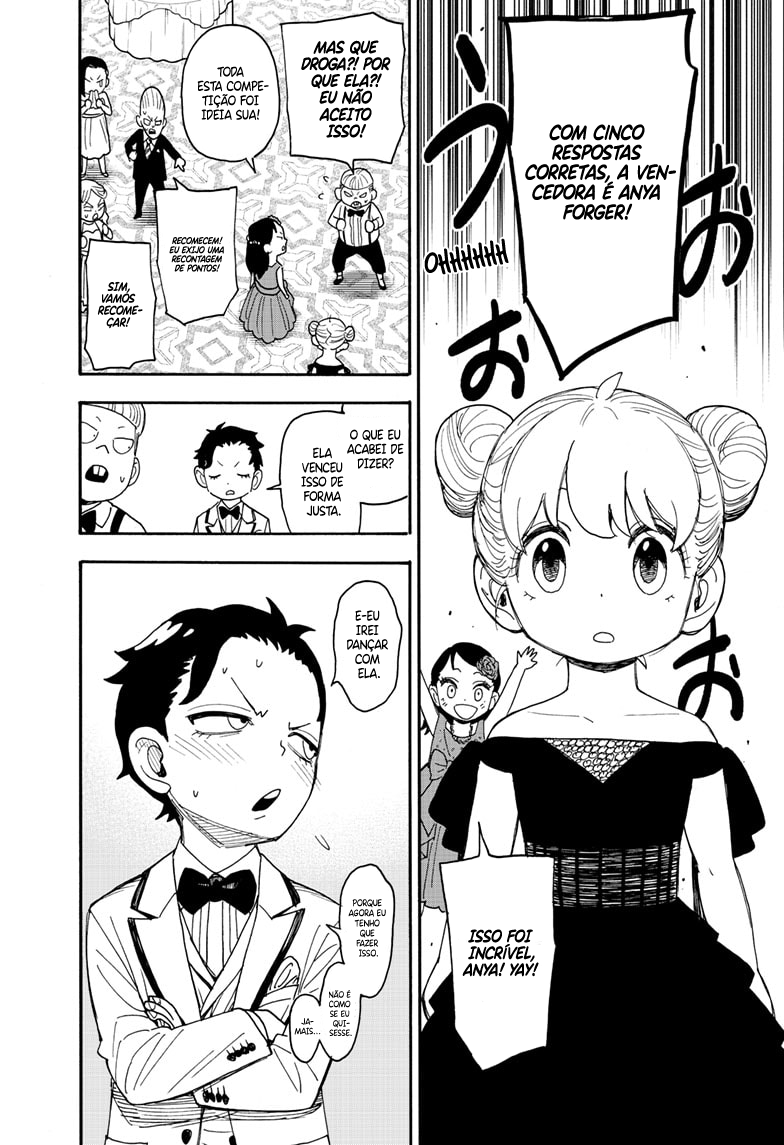 COM CINCO
RESPOSTAS
CORRETAS, A VEN-
CEDORA É ANYA
FORGER!
うおおお
OHHHHHH
ISSO FOI
INCRÍVEL,
ANYA! YAY!
MAS QUE
DROGA?! POR
QUE ELA?!
EU NÃO
ACEITO
ISSO!
TODA
ESTA COMPE-
TIÇÃO FOI
IDEIA SUA!
RECOMECEM!
EU EXIJO UMA
RECONTAGEM
DE PONTOS!
SIM,
VAMOS
RECOME-
ÇAR!
O QUE EU
ACABEI DE
DIZER?
ELA
VENCEU
ISSO DE
FORMA
JUSTA.
E-EU
IREI
DANÇAR
COM
ELA.
PORQUE
AGORA EU
TENHO
QUE
FAZER
ISSO.
NÃO É
COMO
SE EU
QUI-
SESSE.
JA-
MAIS...